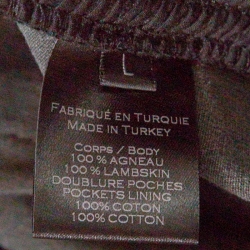 L
FABRIQUÉ EN TURQUIE
MADE IN TURKEY
CORPS / BODY
100 % AGNEAU
100 % LAMBSKIN
DOUBLURE POCHES
POCKETS LINING
100% COTON
100% COTTON